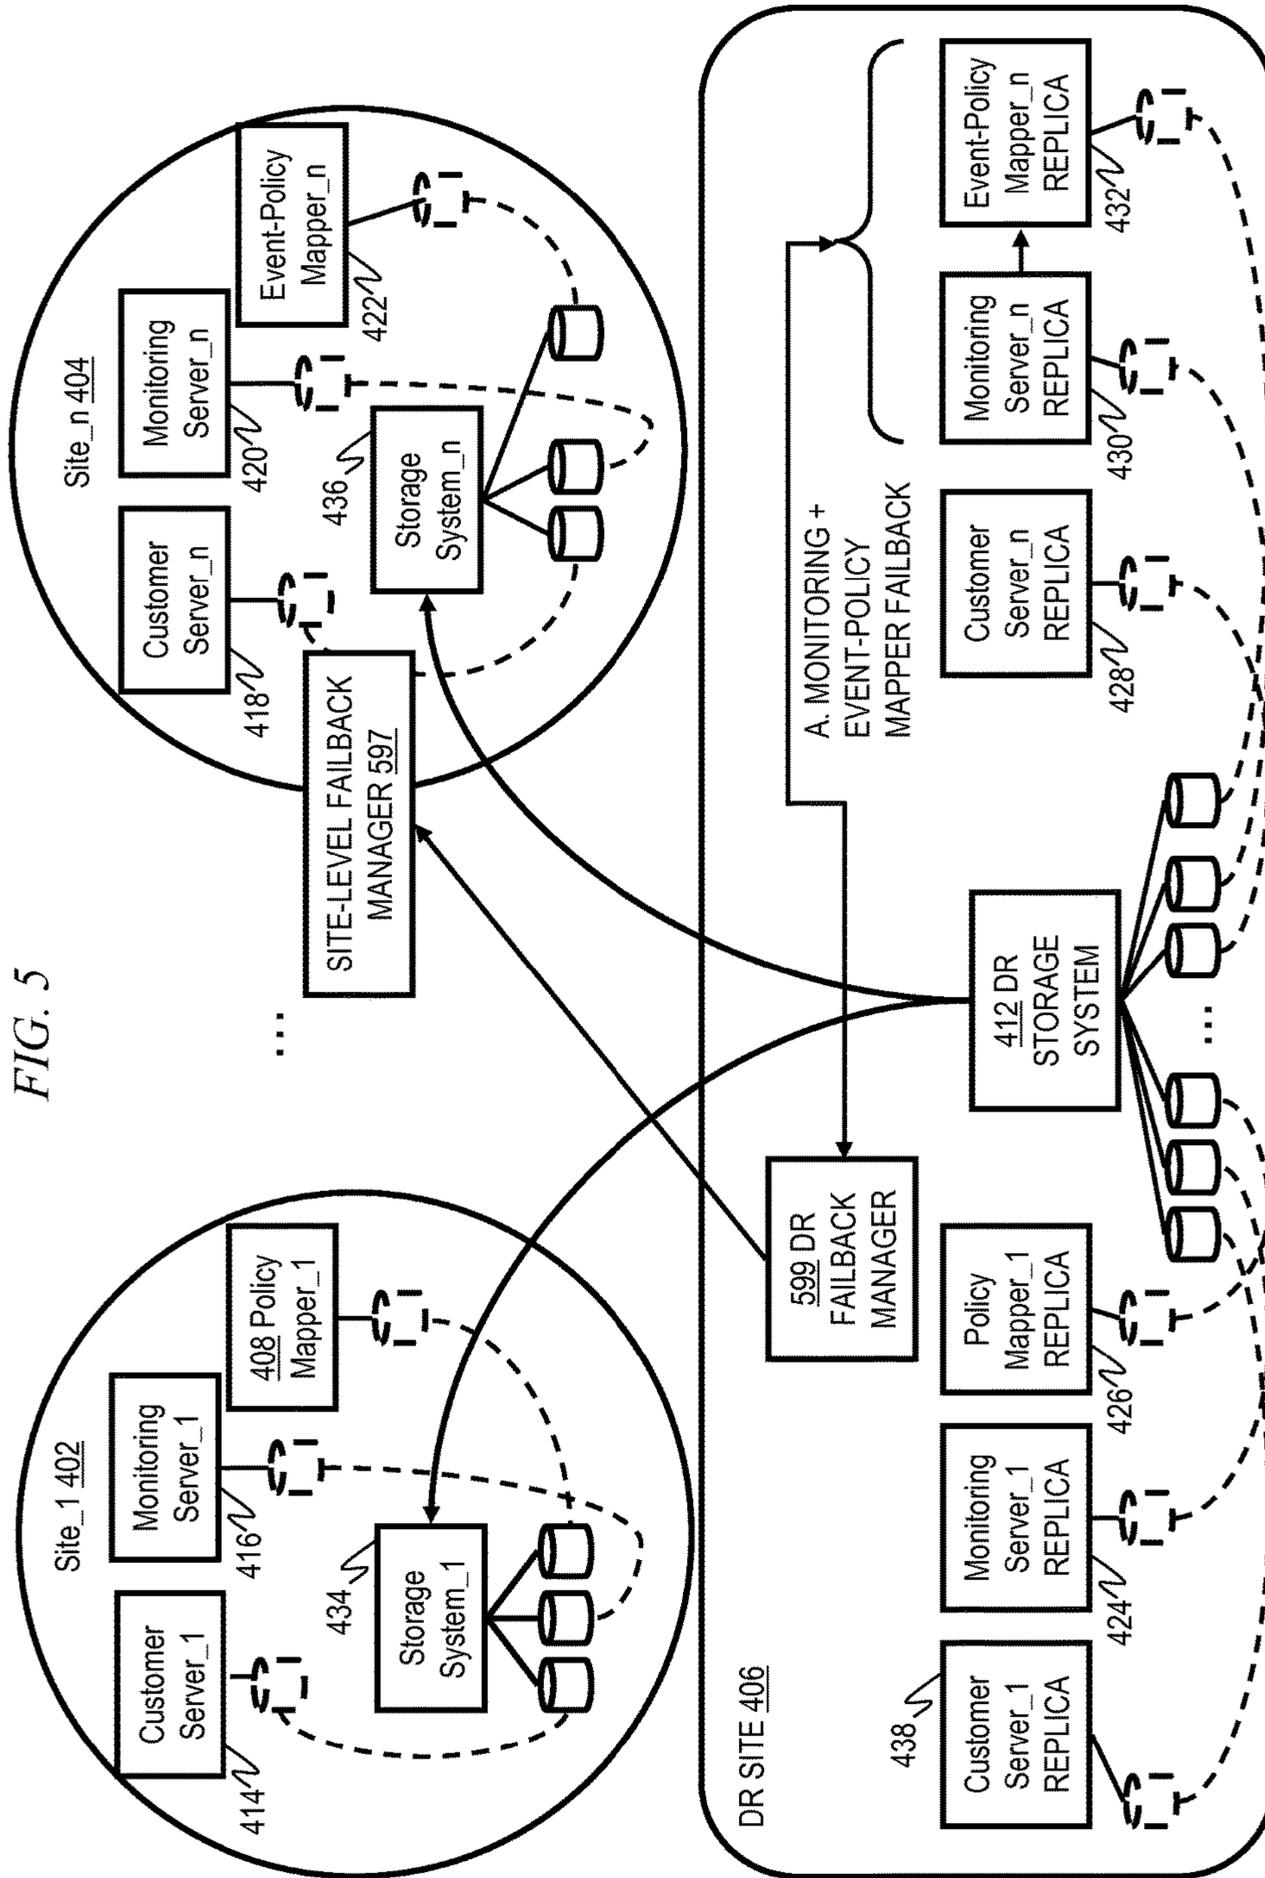 FIG. 5
Site_1 402
Customer
Server_1
414
Monitoring
Server_1
416
408 Policy
Mapper_1
434
Storage
System_1
...
SITE-LEVEL FAILBACK
MANAGER 597
Site_n 404
Customer
Server_n
418
Monitoring
Server_n
420
Event-Policy
Mapper_n
422
436
Storage
System_n
DR SITE 406
599 DR
FAILBACK
MANAGER
A. MONITORING +
EVENT-POLICY
MAPPER FAILBACK
438
Customer
Server_1
REPLICA
Monitoring
Server_1
REPLICA
424
Policy
Mapper_1
REPLICA
426
412 DR
STORAGE
SYSTEM
...
Customer
Server_n
REPLICA
428
Monitoring
Server_n
REPLICA
430
Event-Policy
Mapper_n
REPLICA
432